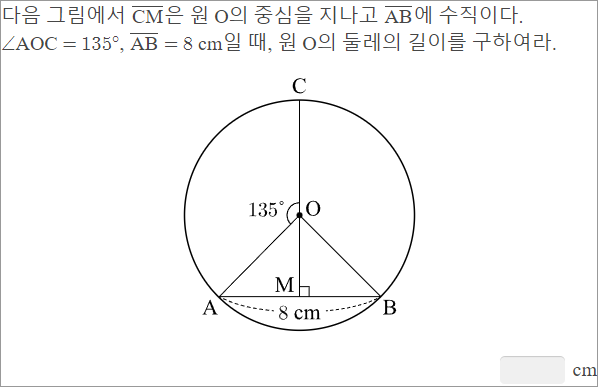 다음 그림에서 CM은 원 O의 중심을 지나고 AB에 수직이다.
∠AOC = 135°, AB = 8 cm일 때, 원 O의 둘레의 길이를 구하여라.
C
135° O
M
A B
8 cm
cm